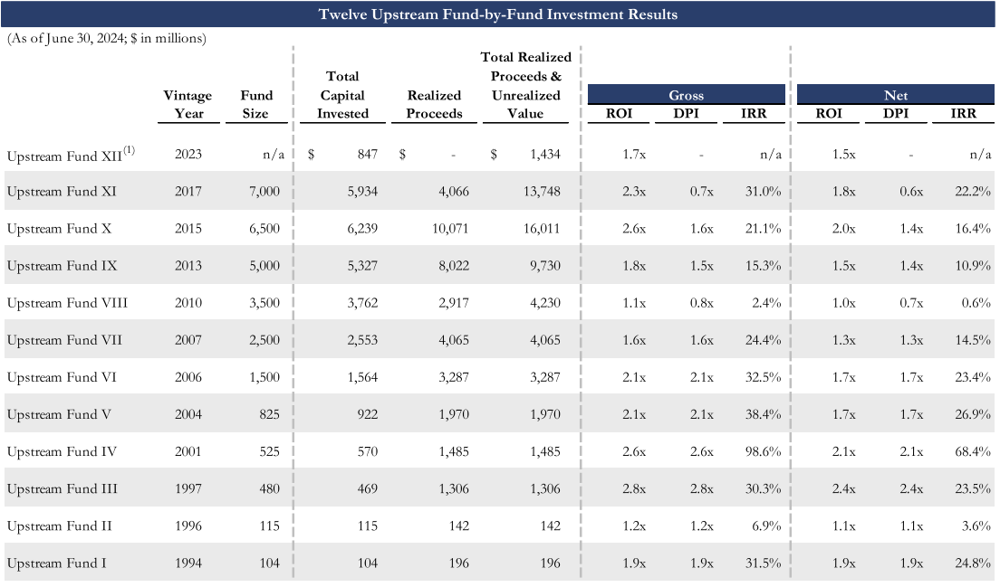 Twelve Upstream Fund-by-Fund Investment Results
(As of June 30, 2024; $ in millions)
Vintage Year Fund Size Total Capital Invested Realized Proceeds Total Realized Proceeds & Unrealized Value Gross Net
ROI DPI IRR ROI DPI IRR
Upstream Fund XII(1) 2023 n/a $ 847 $ - $ 1,434 1.7x - n/a 1.5x - n/a
Upstream Fund XI 2017 7,000 5,934 4,066 13,748 2.3x 0.7x 31.0% 1.8x 0.6x 22.2%
Upstream Fund X 2015 6,500 6,239 10,071 16,011 2.6x 1.6x 21.1% 2.0x 1.4x 16.4%
Upstream Fund IX 2013 5,000 5,327 8,022 9,730 1.8x 1.5x 15.3% 1.5x 1.4x 10.9%
Upstream Fund VIII 2010 3,500 3,762 2,917 4,230 1.1x 0.8x 2.4% 1.0x 0.7x 0.6%
Upstream Fund VII 2007 2,500 2,553 4,065 4,065 1.6x 1.6x 24.4% 1.3x 1.3x 14.5%
Upstream Fund VI 2006 1,500 1,564 3,287 3,287 2.1x 2.1x 32.5% 1.7x 1.7x 23.4%
Upstream Fund V 2004 825 922 1,970 1,970 2.1x 2.1x 38.4% 1.7x 1.7x 26.9%
Upstream Fund IV 2001 525 570 1,485 1,485 2.6x 2.6x 98.6% 2.1x 2.1x 68.4%
Upstream Fund III 1997 480 469 1,306 1,306 2.8x 2.8x 30.3% 2.4x 2.4x 23.5%
Upstream Fund II 1996 115 115 142 142 1.2x 1.2x 6.9% 1.1x 1.1x 3.6%
Upstream Fund I 1994 104 104 196 196 1.9x 1.9x 31.5% 1.9x 1.9x 24.8%